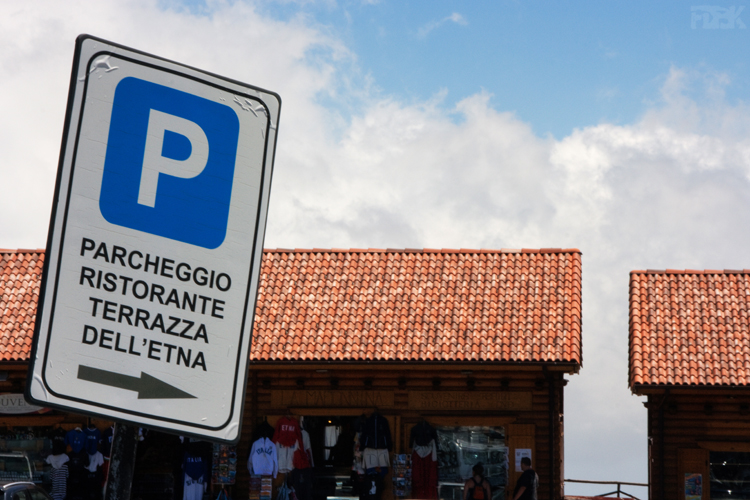 P
PARCHEGGIO
RISTORANTE
TERRAZZA
DELL'ETNA